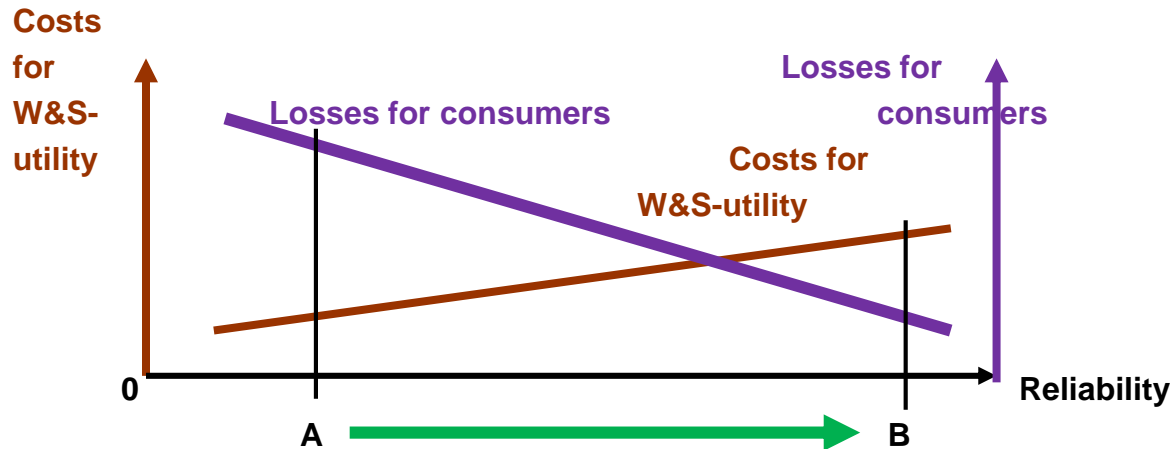 Costs
for
W&S-
utility
Losses for
consumers
Losses for consumers
Costs for
W&S-utility
0
Reliability
A
B